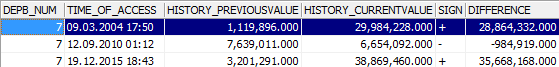 DEPB_NUM TIME_OF_ACCESS HISTORY_PREVIOUSVALUE HISTORY_CURRENTVALUE SIGN DIFFERENCE
7 09.03.2004 17:50 1,119,896.000 29,984,228.000 + 28,864,332.000
7 12.09.2010 01:12 7,639,011.000 6,654,092.000 - -984,919.000
7 19.12.2015 18:43 3,201,291.000 38,869,460.000 + 35,668,168.000